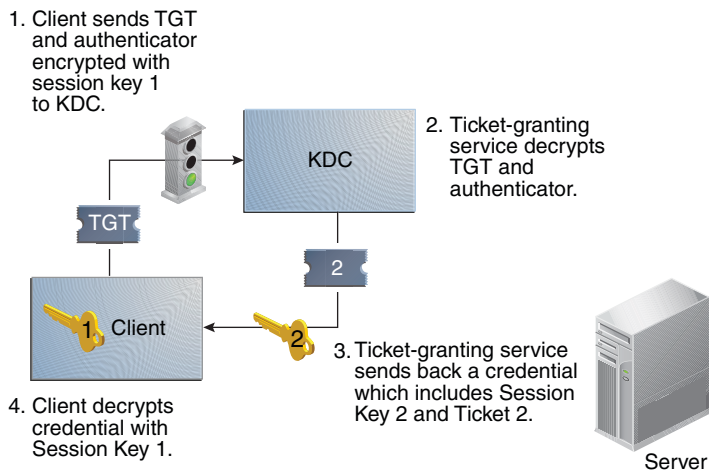 1. Client sends TGT
and authenticator
encrypted with
session key 1
to KDC.
KDC
2. Ticket-granting
service decrypts
TGT and
authenticator.
TGT
2
1 Client
2
3. Ticket-granting service
sends back a credential
which includes Session
Key 2 and Ticket 2.
4. Client decrypts
credential with
Session Key 1.
Server